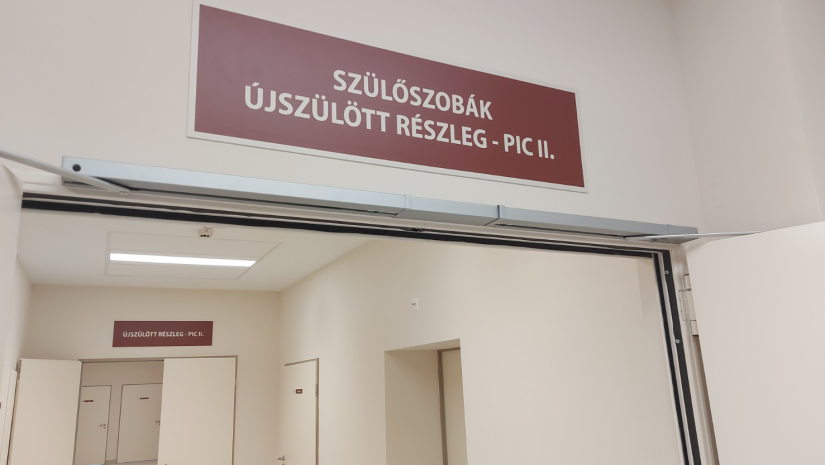 SZÜLŐSZOBÁK
ÚJSZÜLÖTT RÉSZLEG - PIC II.
ÚJSZÜLÖTT RÉSZLEG - PIC II.